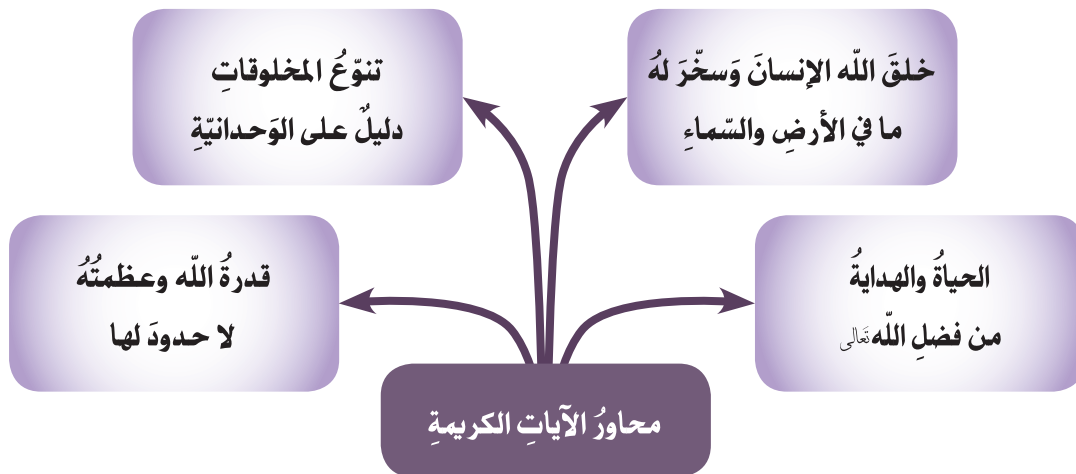 خلقَ اللّه الإنسانَ وَسخّرَ لهُ
ما في الأرضِ والسّماءِ
تنوّعُ المخلوقاتِ
دليلٌ على الوَحدانيّةِ
الحياةُ والهدايةُ
من فضلِ اللّه تَعَالَى
قدرةُ اللّه وعظمتُهُ
لا حدودَ لها
محاورُ الآياتِ الكريمةِ